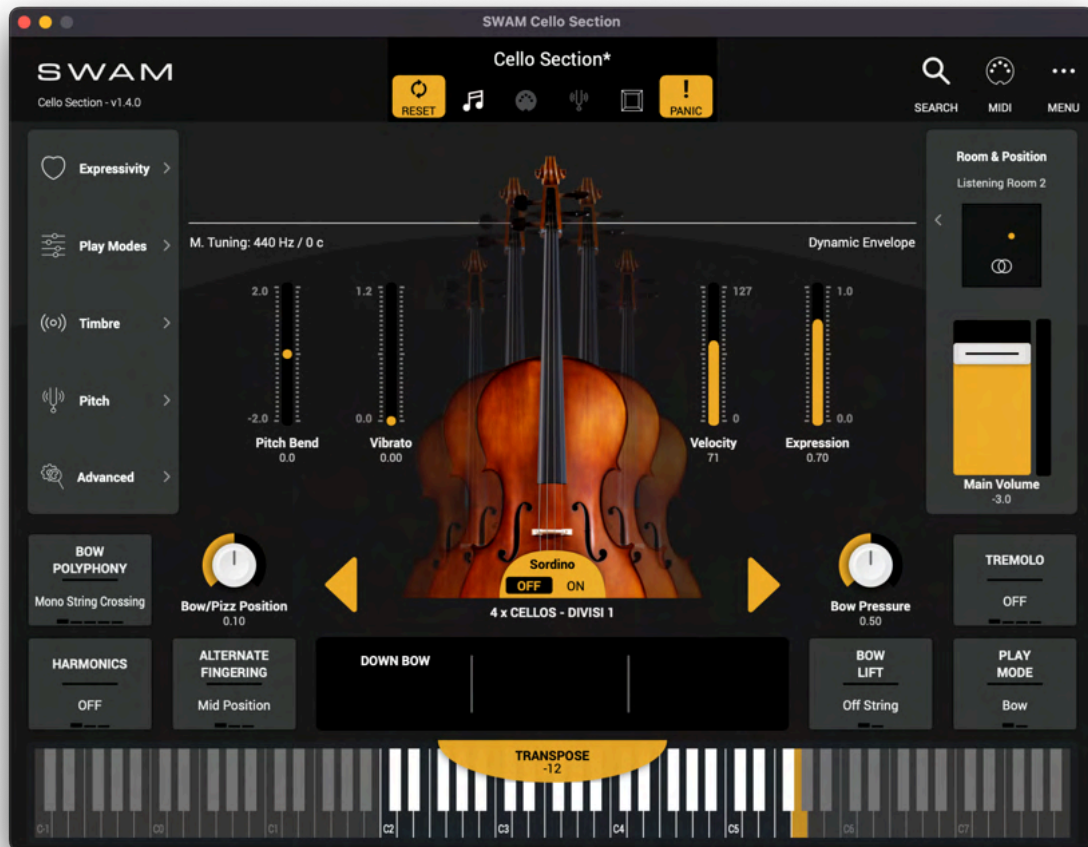 SWAM Cello Section
SWAM
Cello Section - v1.4.0
Cello Section*
RESET
!
PANIC
SEARCH
MIDI
MENU
Expressivity
Play Modes
Timbre
Pitch
Advanced
M. Tuning: 440 Hz / 0 c
Dynamic Envelope
2.0
-2.0
Pitch Bend
0.0
1.2
0.0
Vibrato
0.00
127
0
Velocity
71
1.0
0.0
Expression
0.70
Room & Position
Listening Room 2
Main Volume
-3.0
BOW
POLYPHONY
Mono String Crossing
Bow/Pizz Position
0.10
Sordino
OFF ON
4 x CELLOS - DIVISI 1
Bow Pressure
0.50
TREMOLO
OFF
HARMONICS
OFF
ALTERNATE
FINGERING
Mid Position
DOWN BOW
BOW
LIFT
Off String
PLAY
MODE
Bow
TRANSPOSE
-12
C-1 C0 C1 C2 C3 C4 C5 C6 C7